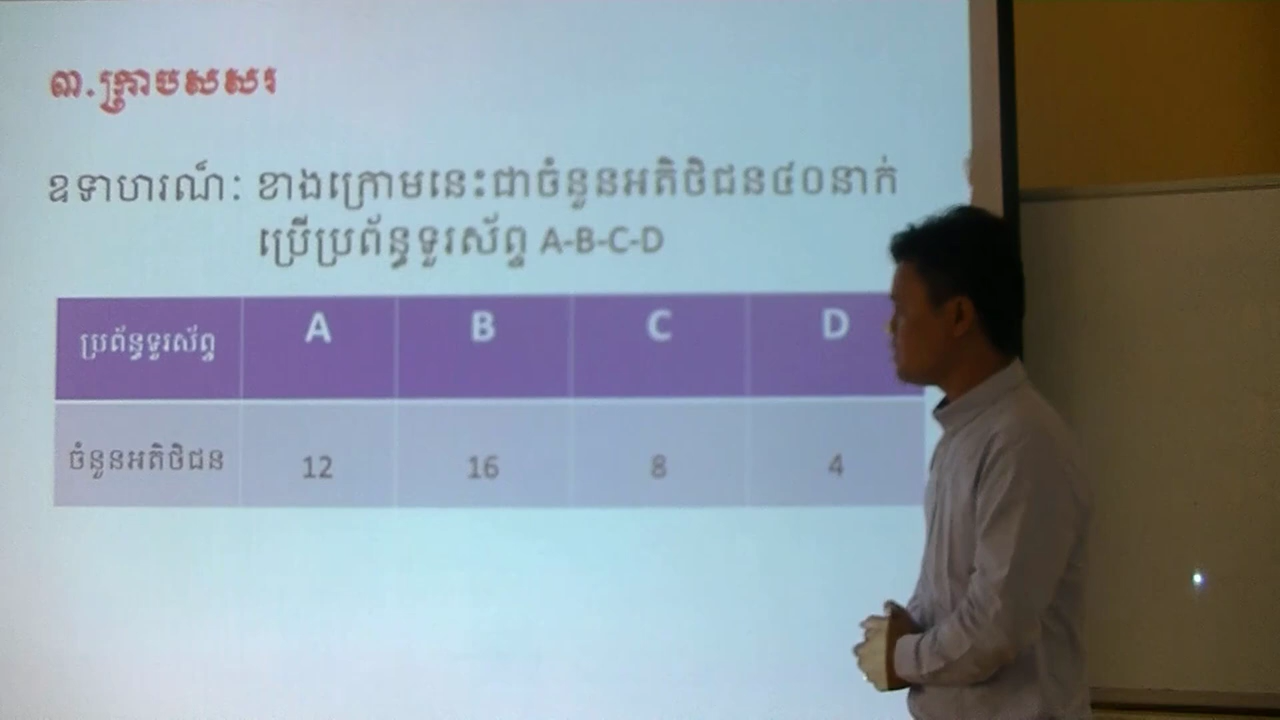 ៣.ក្រាបសសរ
ឧទាហរណ៍: ខាងក្រោមនេះជាចំនួនអតិថិជន៤០នាក់
ប្រើប្រព័ន្ធទូរស័ព្ទ A-B-C-D
ប្រព័ន្ធទូរស័ព្ទ A B C D
ចំនួនអតិថិជន 12 16 8 4